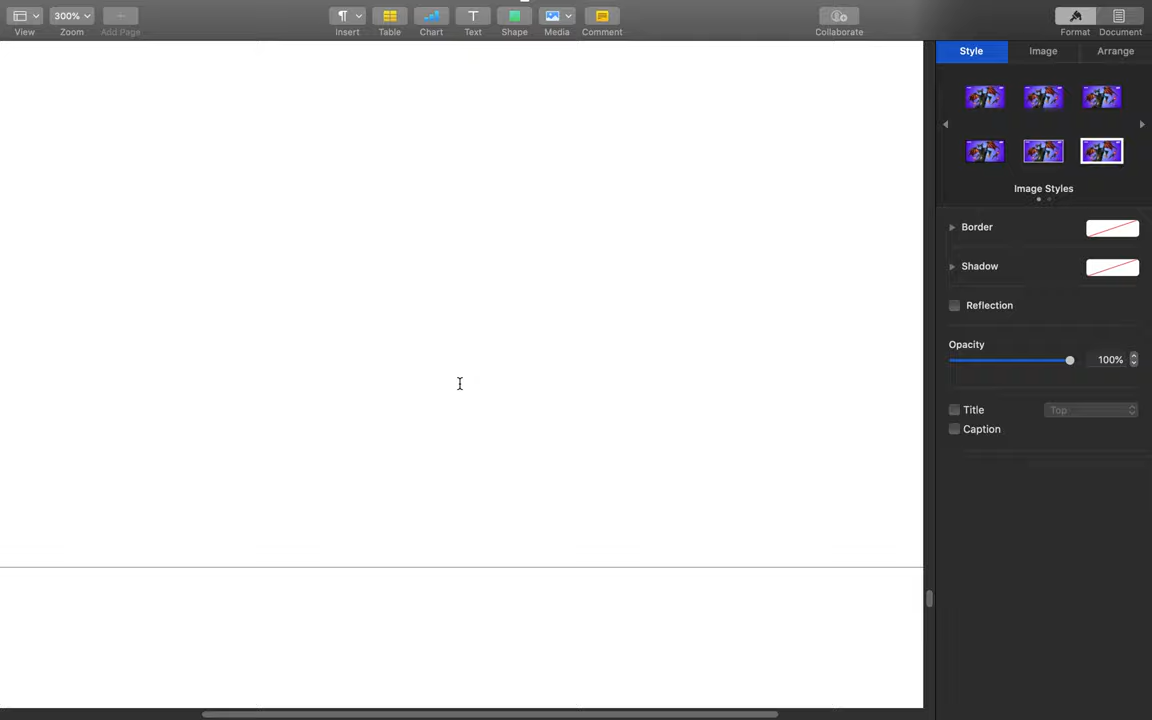 300%
View
Zoom
Add Page
Insert
Table
Chart
Text
Shape
Media
Comment
Collaborate
Format
Document
Style
Image
Arrange
Image Styles
Border
Shadow
Reflection
Opacity
100%
Title
Top
Caption